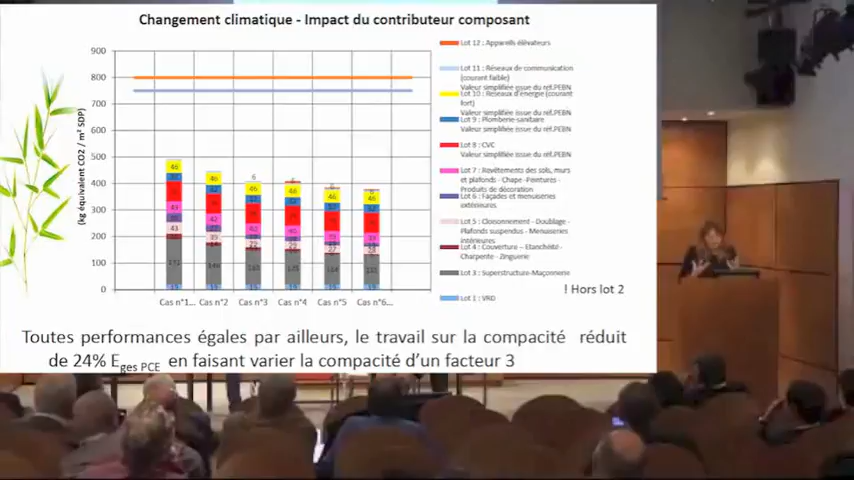 Changement climatique - Impact du contributeur composant
(kg équivalent CO2 / m² SDP)
900
800
700
600
500
400
300
200
100
0
Cas n°1... Cas n°2 Cas n°3 Cas n°4 Cas n°5 Cas n°6...
Lot 12 : Appareils élévateurs
Lot 11 : Réseaux de communication
(courant faible)
Valeur simplifiée issue du réf.PEBN
Lot 10 : Réseaux d'énergie (courant
fort)
Valeur simplifiée issue du réf.PEBN
Lot 9 : Plomberie-sanitaire
Valeur simplifiée issue du réf.PEBN
Lot 8 : CVC
Valeur simplifiée issue du réf.PEBN
Lot 7 : Revêtements des sols, murs
et plafonds - Chape - Peintures -
Produits de décoration
Lot 6 : Façades et menuiseries
extérieures
Lot 5 : Cloisonnement - Doublage -
Plafonds suspendus - Menuiseries
intérieures
Lot 4 : Couverture – Etanchéité -
Charpente - Zinguerie
Lot 3 : Superstructure-Maçonnerie
Lot 1 : VRD
! Hors lot 2
Toutes performances égales par ailleurs, le travail sur la compacité réduit
de 24% E ges PCE en faisant varier la compacité d'un facteur 3